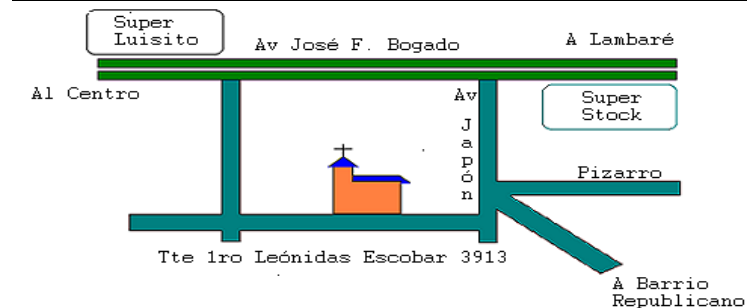 Super
Luisito
Av José F. Bogado
A Lambaré
Al Centro
Av
Japón
Super
Stock
Pizarro
Tte 1ro Leónidas Escobar 3913
A Barrio
Republicano